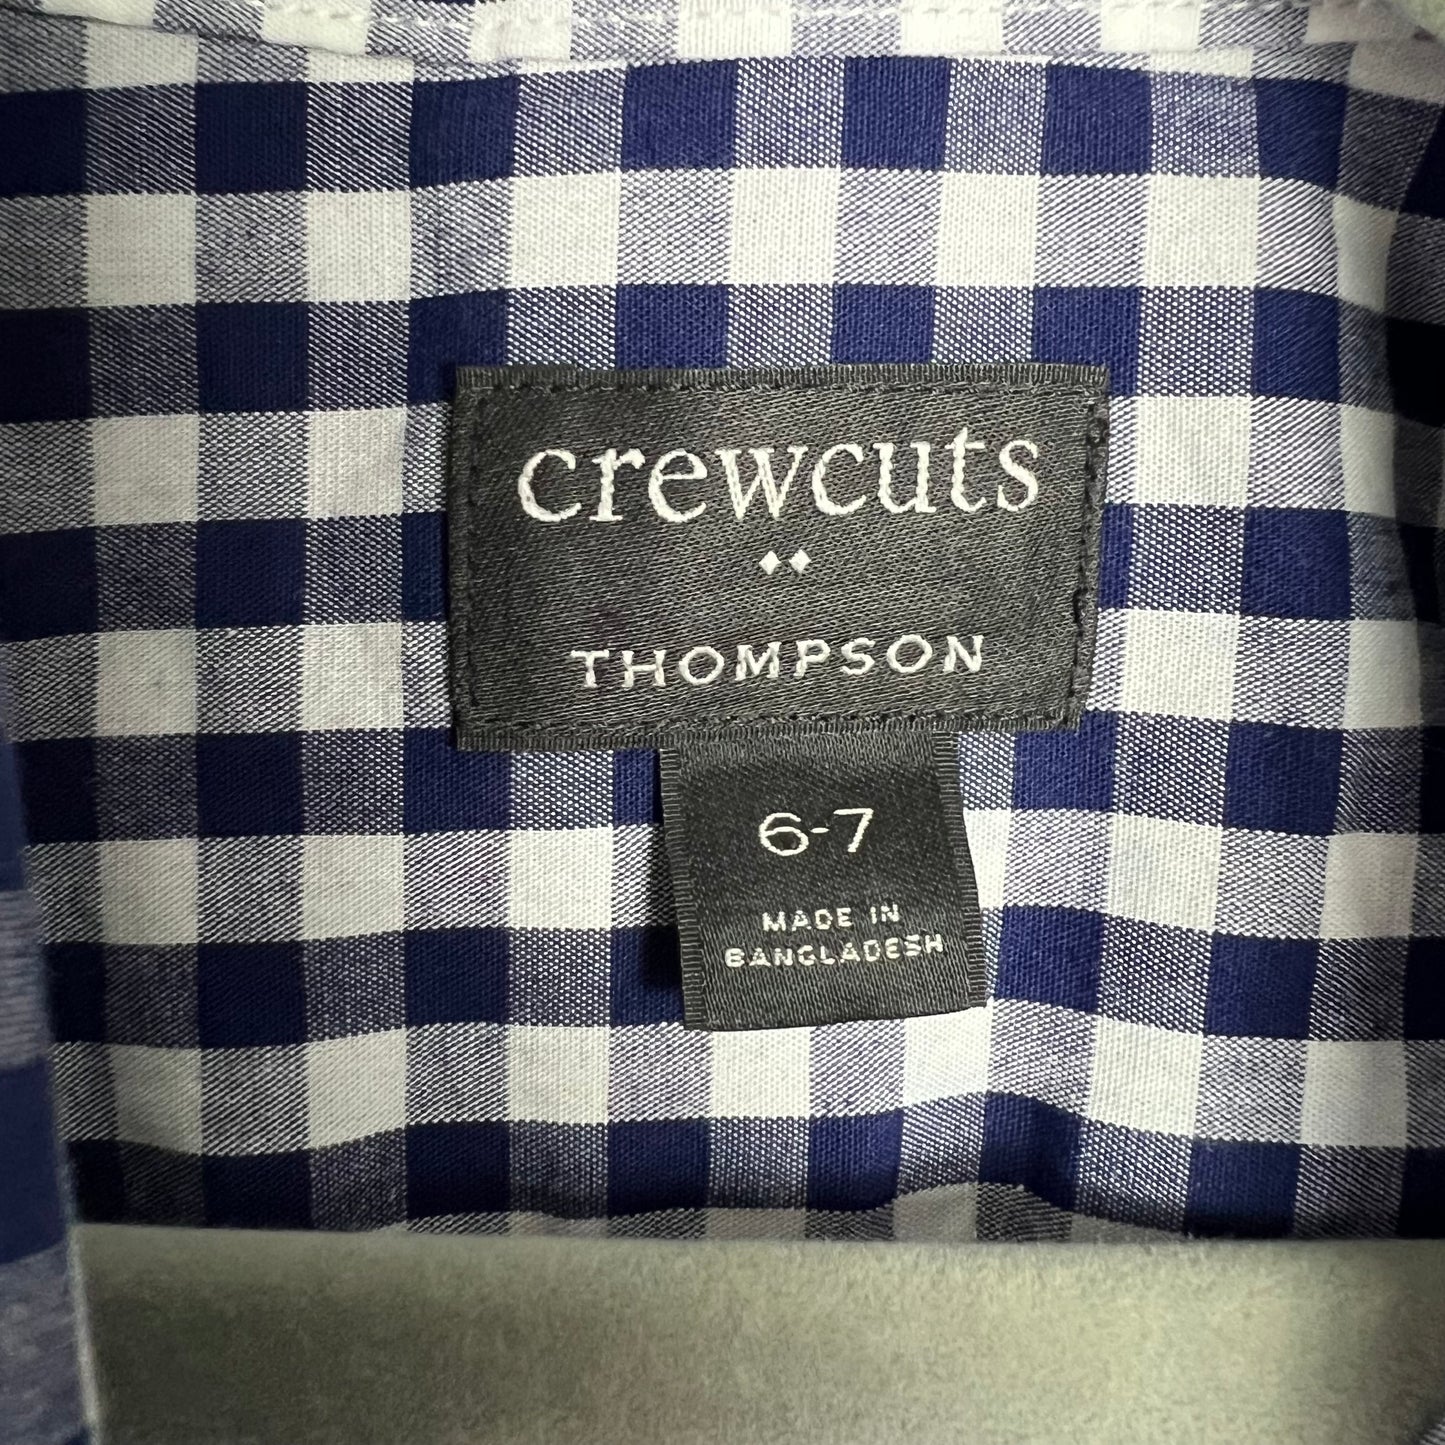 crewcuts
THOMPSON
6-7
MADE IN
BANGLADESH